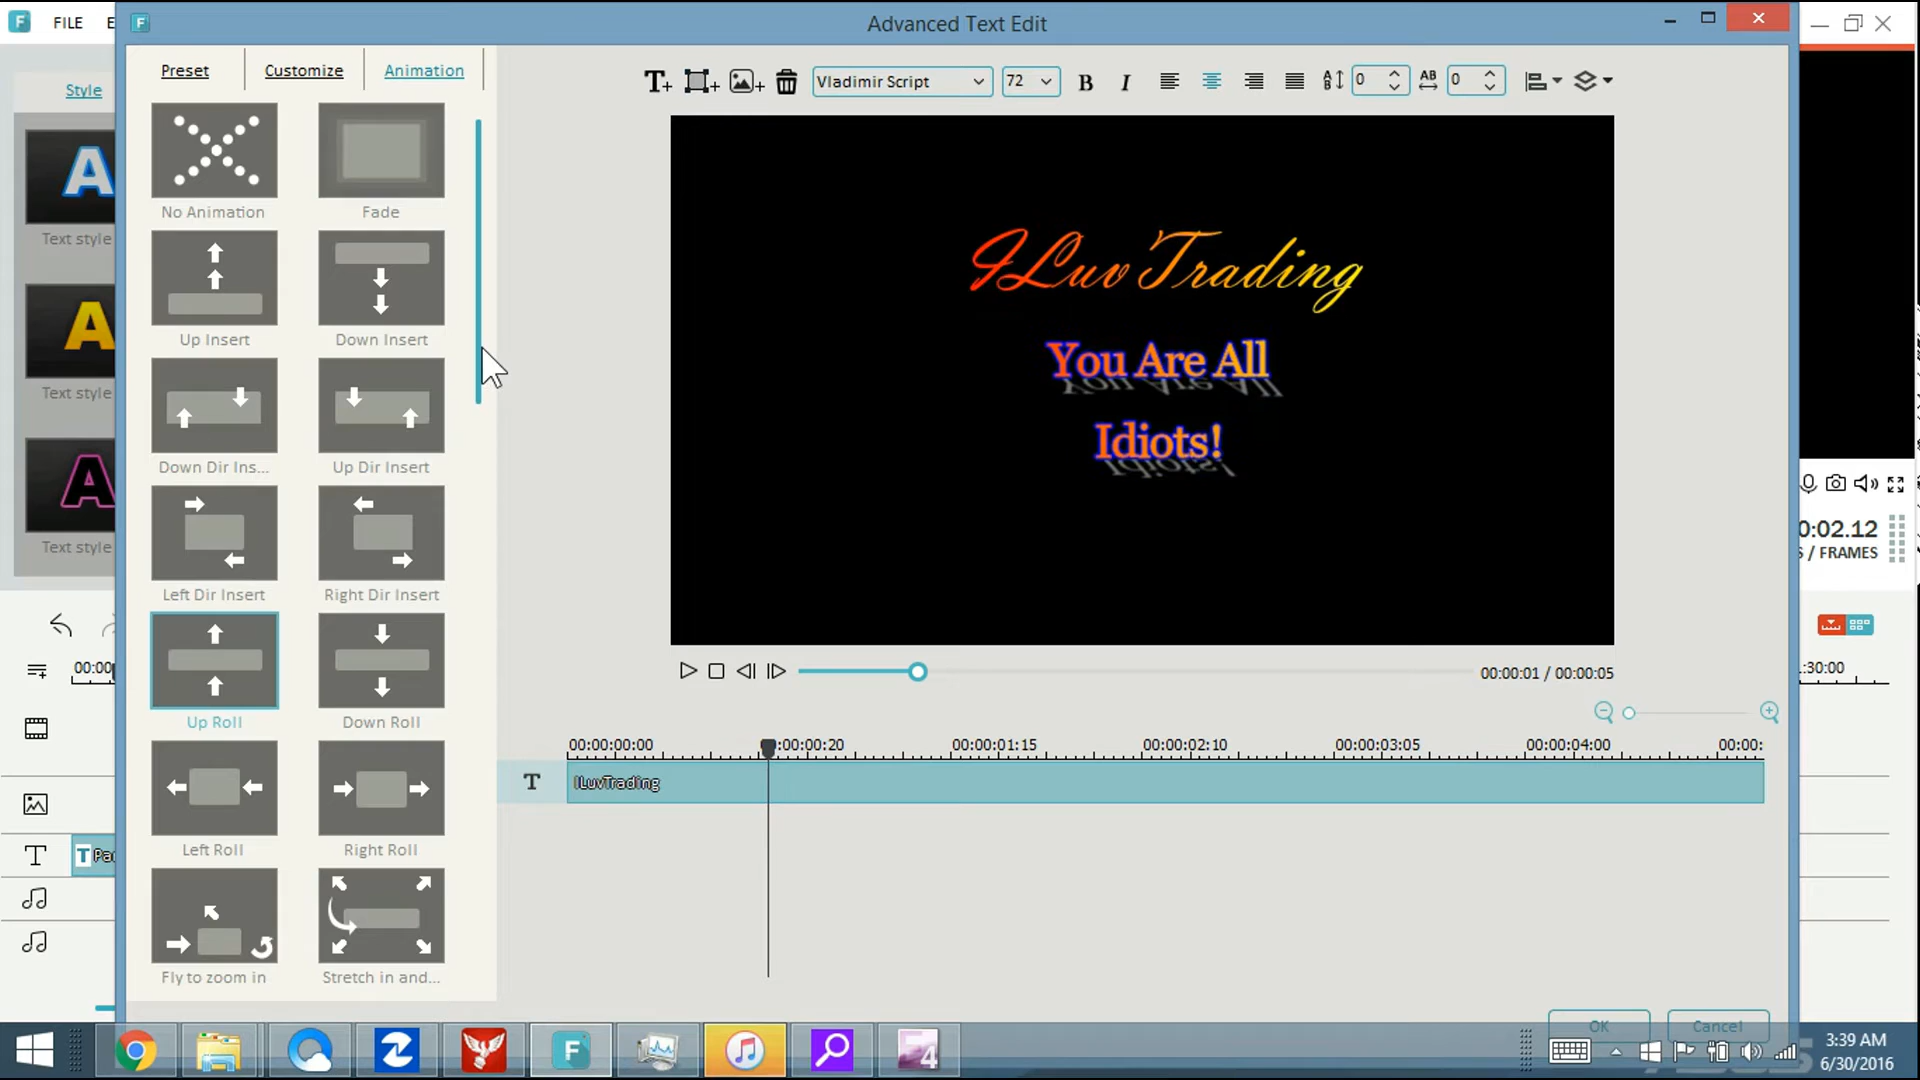 FILE
Advanced Text Edit
Style
Text style
Text style
Text style
Preset
Customize
Animation
No Animation
Fade
Up Insert
Down Insert
Down Dir Ins...
Up Dir Insert
Left Dir Insert
Right Dir Insert
Up Roll
Down Roll
Left Roll
Right Roll
Fly to zoom in
Stretch in and...
Vladimir Script
72
B
I
0
AB
0
ILuvTrading
You Are All
Idiots!
00:00:01 / 00:00:05
00:00:00:00
00:00:00:20
00:00:01:15
00:00:02:10
00:00:03:05
00:00:04:00
00:00:
T
ILuvTrading
0:02.12
S / FRAMES
00:00
:30:00
T
T Pa
OK
Cancel
3:39 AM
6/30/2016